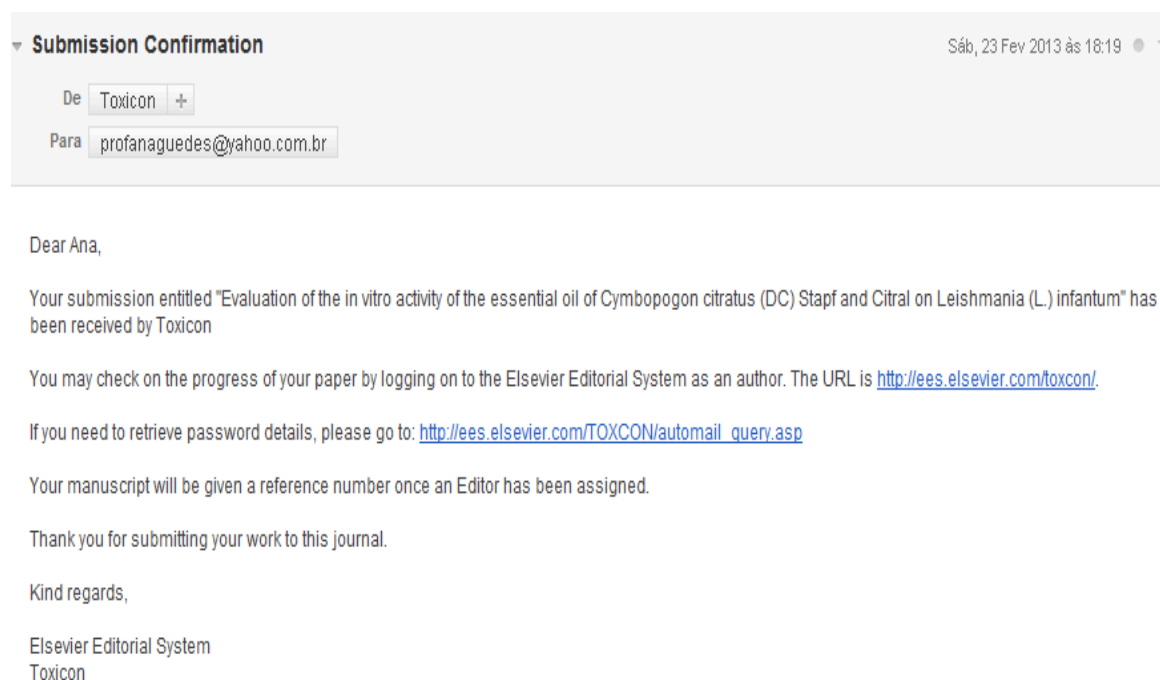 Submission Confirmation
Sáb, 23 Fev 2013 às 18:19
De Toxicon +
Para profanaguedes@yahoo.com.br
Dear Ana,
Your submission entitled "Evaluation of the in vitro activity of the essential oil of Cymbopogon citratus (DC) Stapf and Citral on Leishmania (L.) infantum" has
been received by Toxicon
You may check on the progress of your paper by logging on to the Elsevier Editorial System as an author. The URL is http://ees.elsevier.com/toxcon/.
If you need to retrieve password details, please go to: http://ees.elsevier.com/TOXCON/automail_query.asp
Your manuscript will be given a reference number once an Editor has been assigned.
Thank you for submitting your work to this journal.
Kind regards,
Elsevier Editorial System
Toxicon